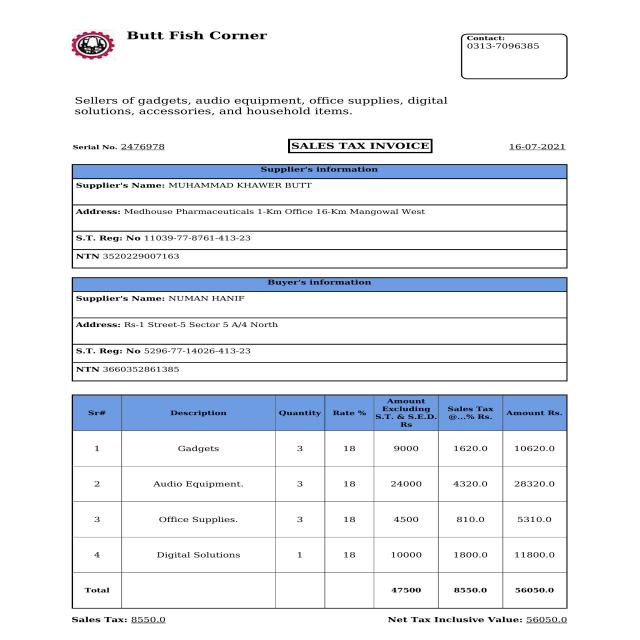 Butt Fish Corner
Contact:
0313-7096385
Sellers of gadgets, audio equipment, office supplies, digital
solutions, accessories, and household items.
Serial No. 2476978 SALES TAX INVOICE 16-07-2021
Supplier's information
Supplier's Name: MUHAMMAD KHAWER BUTT
Address: Medhouse Pharmaceuticals 1-Km Office 16-Km Mangowal West
S.T. Reg: No 11039-77-8761-413-23
NTN 3520229007163
Buyer's information
Supplier's Name: NUMAN HANIF
Address: Rs-1 Street-5 Sector 5 A/4 North
S.T. Reg: No 5296-77-14026-413-23
NTN 3660352861385
Sr# Description Quantity Rate % Amount Excluding S.T. & S.E.D. Rs Sales Tax @...% Rs. Amount Rs.
1 Gadgets 3 18 9000 1620.0 10620.0
2 Audio Equipment. 3 18 24000 4320.0 28320.0
3 Office Supplies. 3 18 4500 810.0 5310.0
4 Digital Solutions 1 18 10000 1800.0 11800.0
Total 47500 8550.0 56050.0
Sales Tax: 8550.0 Net Tax Inclusive Value: 56050.0